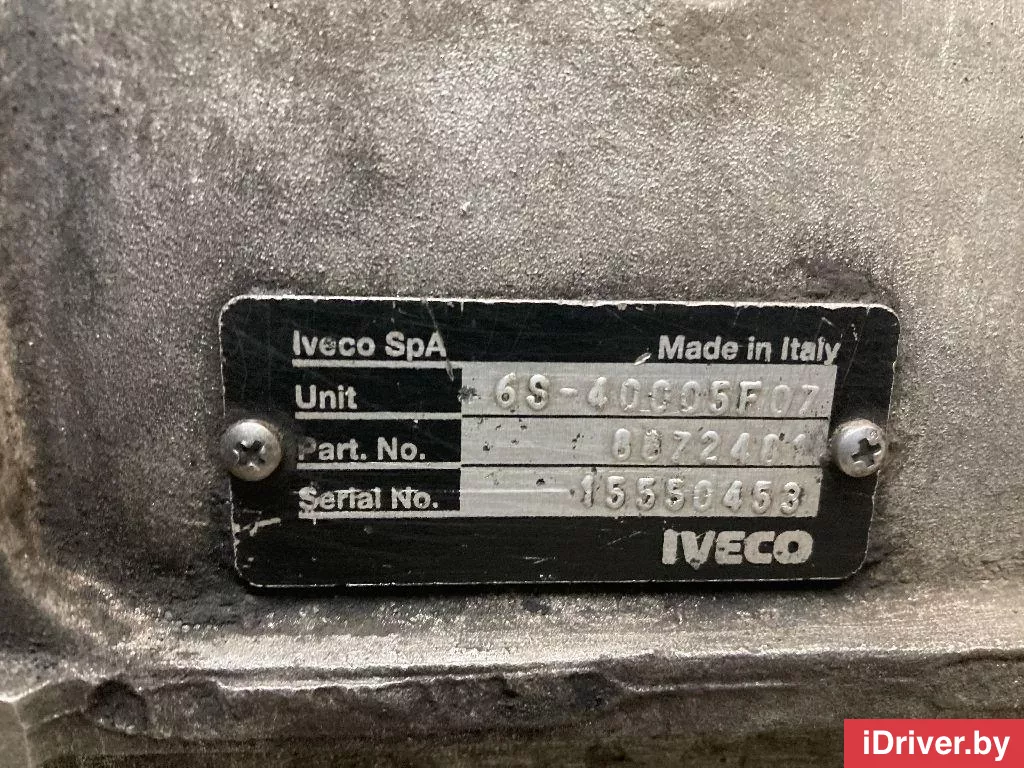 Iveco SpA Made in Italy
Unit
Part. No.
Serial No. 15550453
IVECO
iDriver.by